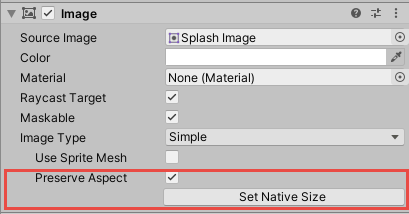 Image
Source Image Splash Image
Color
Material None (Material)
Raycast Target
Maskable
Image Type Simple
Use Sprite Mesh
Preserve Aspect
Set Native Size